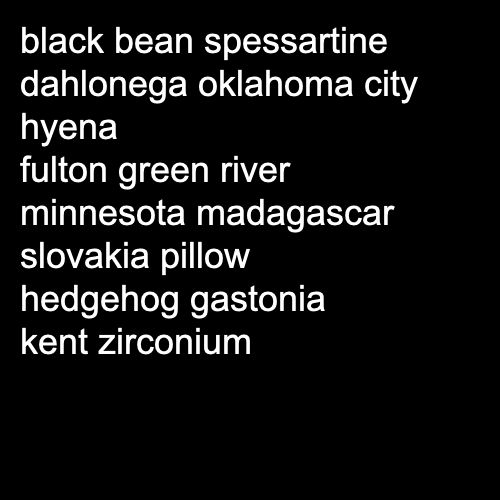 black bean spessartine
dahlonega oklahoma city
hyena
fulton green river
minnesota madagascar
slovakia pillow
hedgehog gastonia
kent zirconium